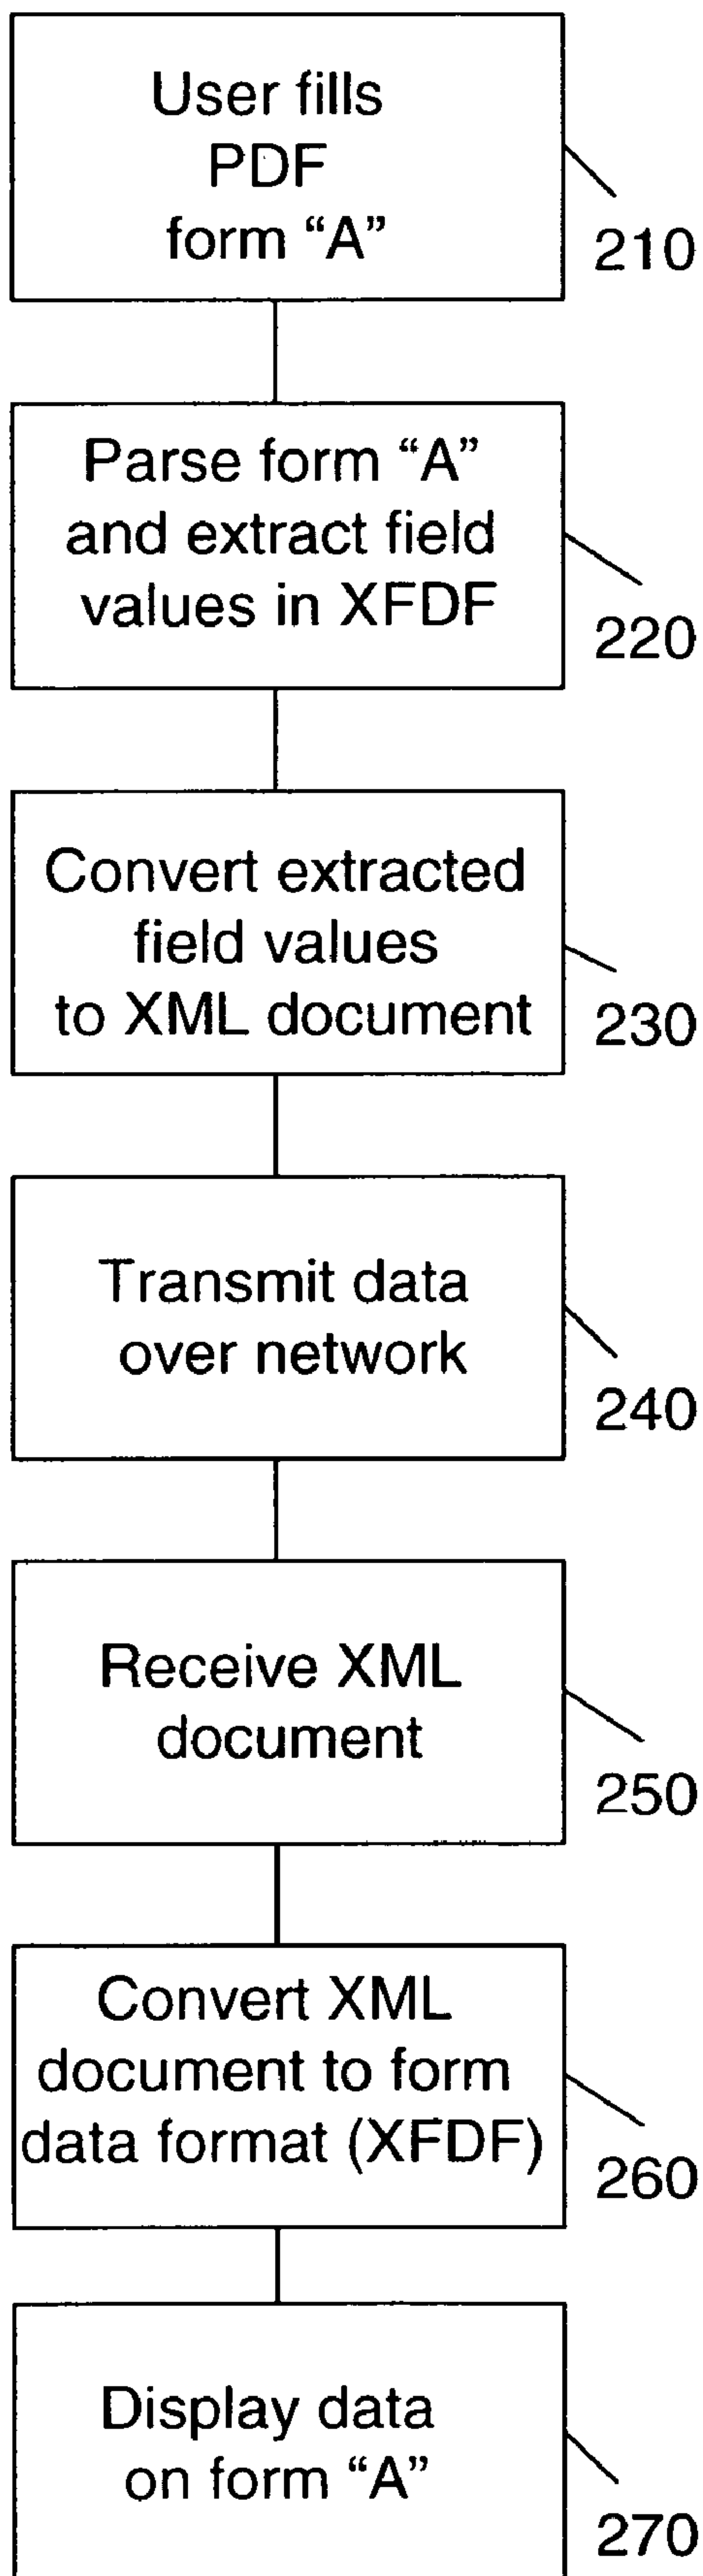 User fills
PDF
form “A”
210
Parse form “A”
and extract field
values in XFDF
220
Convert extracted
field values
to XML document
230
Transmit data
over network
240
Receive XML
document
250
Convert XML
document to form
data format (XFDF)
260
Display data
on form “A”
270